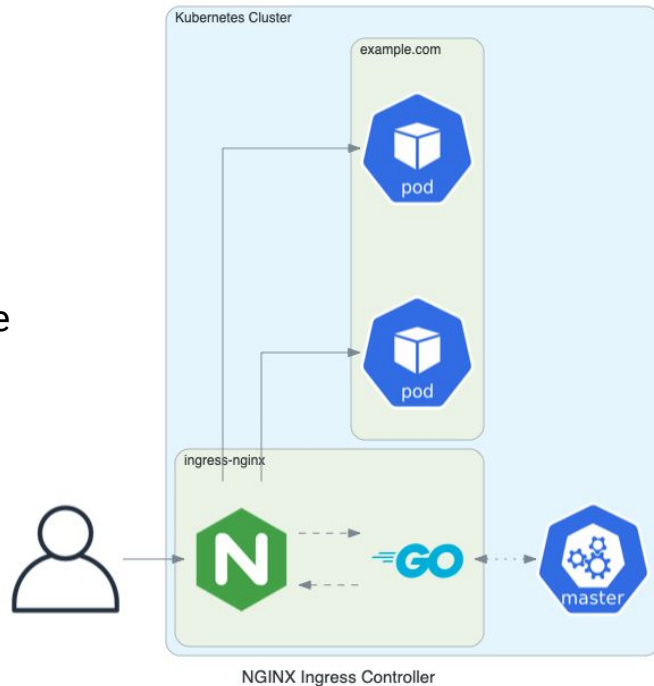 Kubernetes Cluster
example.com
pod
e
pod
ingress-nginx
N
GO
master
NGINX Ingress Controller